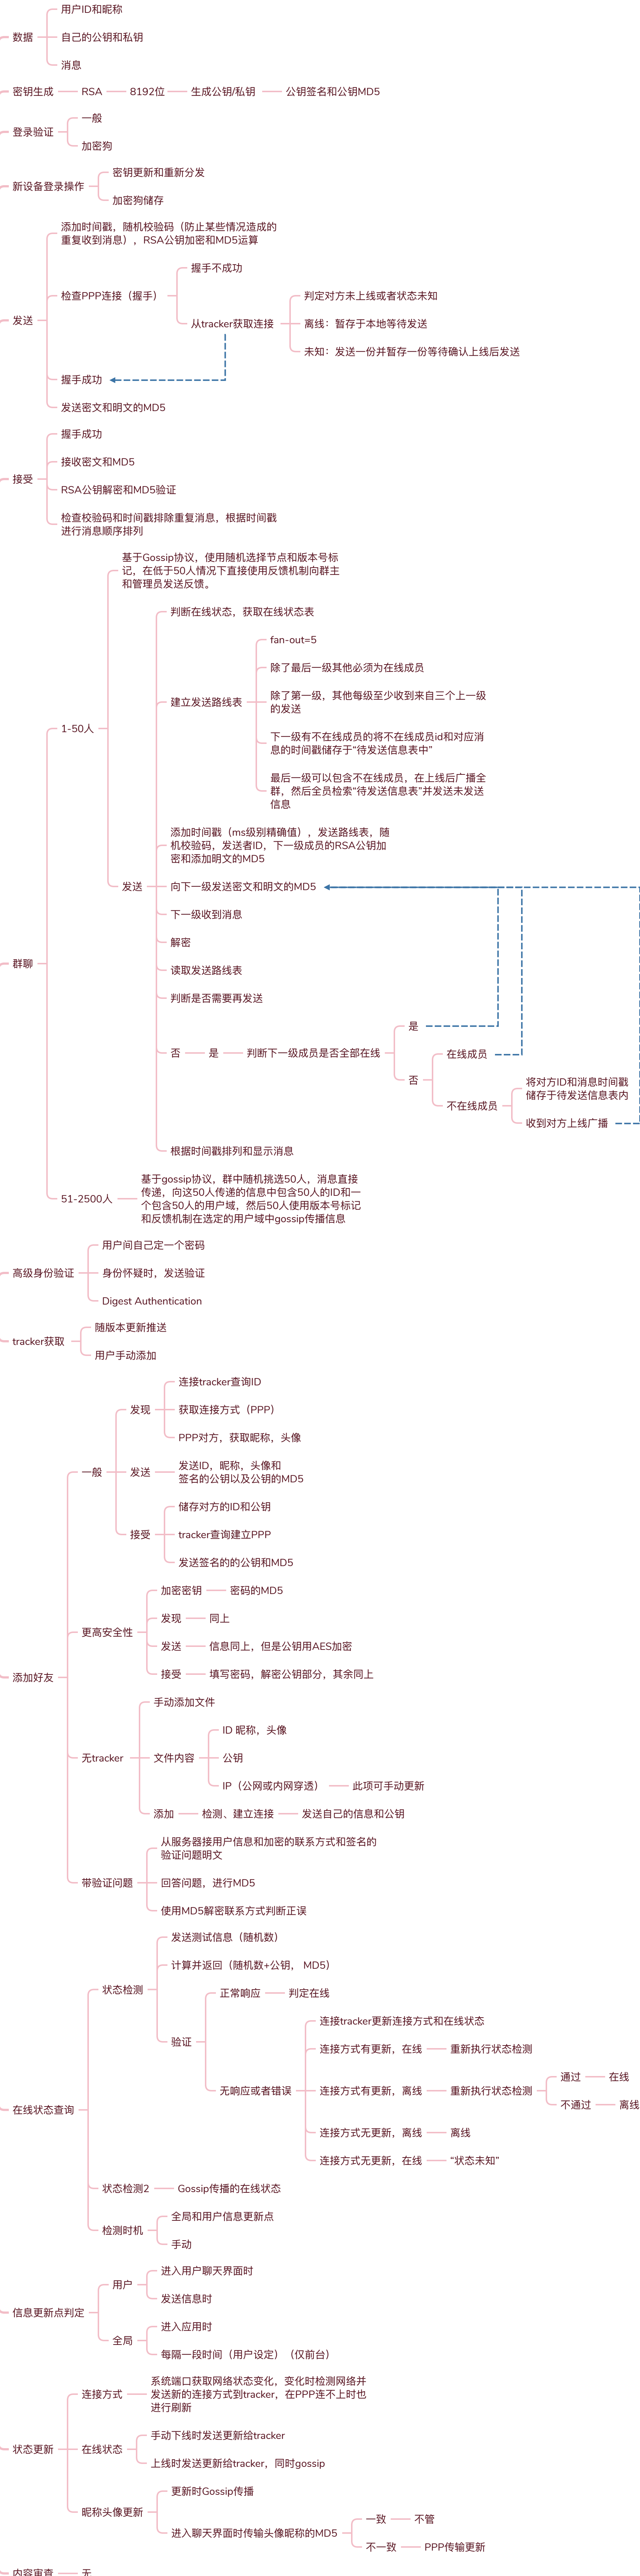 用户ID和昵称
数据
自己的公钥和私钥
消息
密钥生成
RSA
8192位
生成公钥/私钥
公钥签名和公钥MD5
登录验证
一般
加密狗
新设备登录操作
密钥更新和重新分发
加密狗储存
发送
添加时间戳，随机校验码（防止某些情况造成的
重复收到消息），RSA公钥加密和MD5运算
检查PPP连接（握手）
握手不成功
从tracker获取连接
判定对方未上线或者状态未知
离线：暂存于本地等待发送
未知：发送一份并暂存一份等待确认上线后发送
握手成功
发送密文和明文的MD5
接受
握手成功
接收密文和MD5
RSA公钥解密和MD5验证
检查校验码和时间戳排除重复消息，根据时间戳
进行消息顺序排列
群聊
1-50人
基于Gossip协议，使用随机选择节点和版本号标
记，在低于50人情况下直接使用反馈机制向群主
和管理员发送反馈。
发送
判断在线状态，获取在线状态表
建立发送路线表
fan-out=5
除了最后一级其他必须为在线成员
除了第一级，其他每级至少收到来自三个上一级
的发送
下一级有不在线成员的将不在线成员id和对应消
息的时间戳储存于“待发送信息表中”
最后一级可以包含不在线成员，在上线后广播全
群，然后全员检索“待发送信息表”并发送未发送
信息
添加时间戳（ms级别精确值），发送路线表，随
机校验码，发送者ID，下一级成员的RSA公钥加
密和添加明文的MD5
向下一级发送密文和明文的MD5
下一级收到消息
解密
读取发送路线表
判断是否需要再发送
否
是
判断下一级成员是否全部在线
是
否
在线成员
不在线成员
将对方ID和消息时间戳
储存于待发送信息表内
收到对方上线广播
根据时间戳排列和显示消息
51-2500人
基于gossip协议，群中随机挑选50人，消息直接
传递，向这50人传递的信息中包含50人的ID和一
个包含50人的用户域，然后50人使用版本号标记
和反馈机制在选定的用户域中gossip传播信息
高级身份验证
用户间自己定一个密码
身份怀疑时，发送验证
Digest Authentication
tracker获取
随版本更新推送
用户手动添加
添加好友
一般
发现
连接tracker查询ID
获取连接方式（PPP）
PPP对方，获取昵称，头像
发送
发送ID，昵称，头像和
签名的公钥以及公钥的MD5
接受
储存对方的ID和公钥
tracker查询建立PPP
发送签名的的公钥和MD5
更高安全性
加密密钥
密码的MD5
发现
同上
发送
信息同上，但是公钥用AES加密
接受
填写密码，解密公钥部分，其余同上
无tracker
手动添加文件
文件内容
ID 昵称，头像
公钥
IP（公网或内网穿透）
此项可手动更新
添加
检测、建立连接
发送自己的信息和公钥
带验证问题
从服务器接用户信息和加密的联系方式和签名的
验证问题明文
回答问题，进行MD5
使用MD5解密联系方式判断正误
在线状态查询
状态检测
发送测试信息（随机数）
计算并返回（随机数+公钥， MD5）
验证
正常响应
判定在线
无响应或者错误
连接tracker更新连接方式和在线状态
连接方式有更新，在线
重新执行状态检测
连接方式有更新，离线
重新执行状态检测
通过
在线
不通过
离线
连接方式无更新，离线
离线
连接方式无更新，在线
“状态未知”
状态检测2
Gossip传播的在线状态
检测时机
全局和用户信息更新点
手动
信息更新点判定
用户
进入用户聊天界面时
发送信息时
全局
进入应用时
每隔一段时间（用户设定）（仅前台）
状态更新
连接方式
系统端口获取网络状态变化，变化时检测网络并
发送新的连接方式到tracker，在PPP连不上时也
进行刷新
在线状态
手动下线时发送更新给tracker
上线时发送更新给tracker，同时gossip
昵称头像更新
更新时Gossip传播
进入聊天界面时传输头像昵称的MD5
一致
不管
不一致
PPP传输更新
内容审查
无